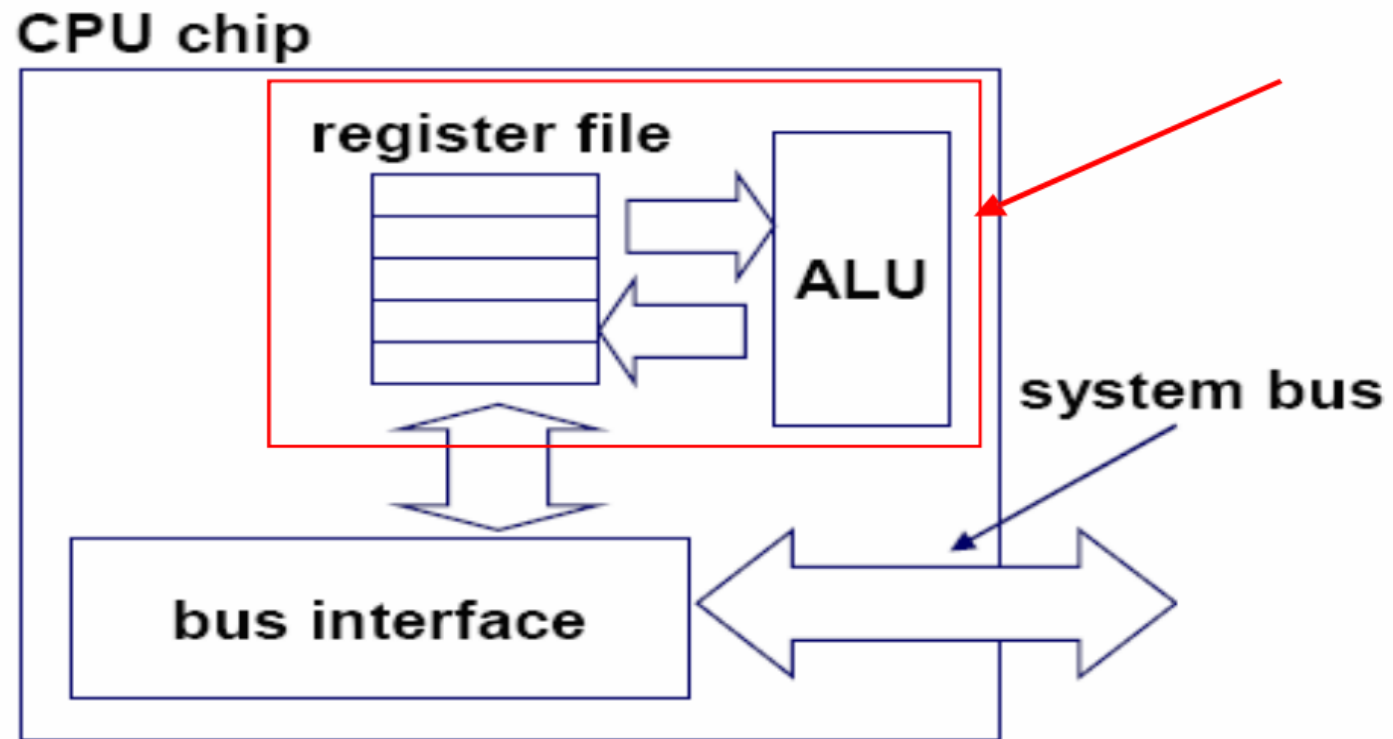 CPU chip
register file
ALU
system bus
bus interface